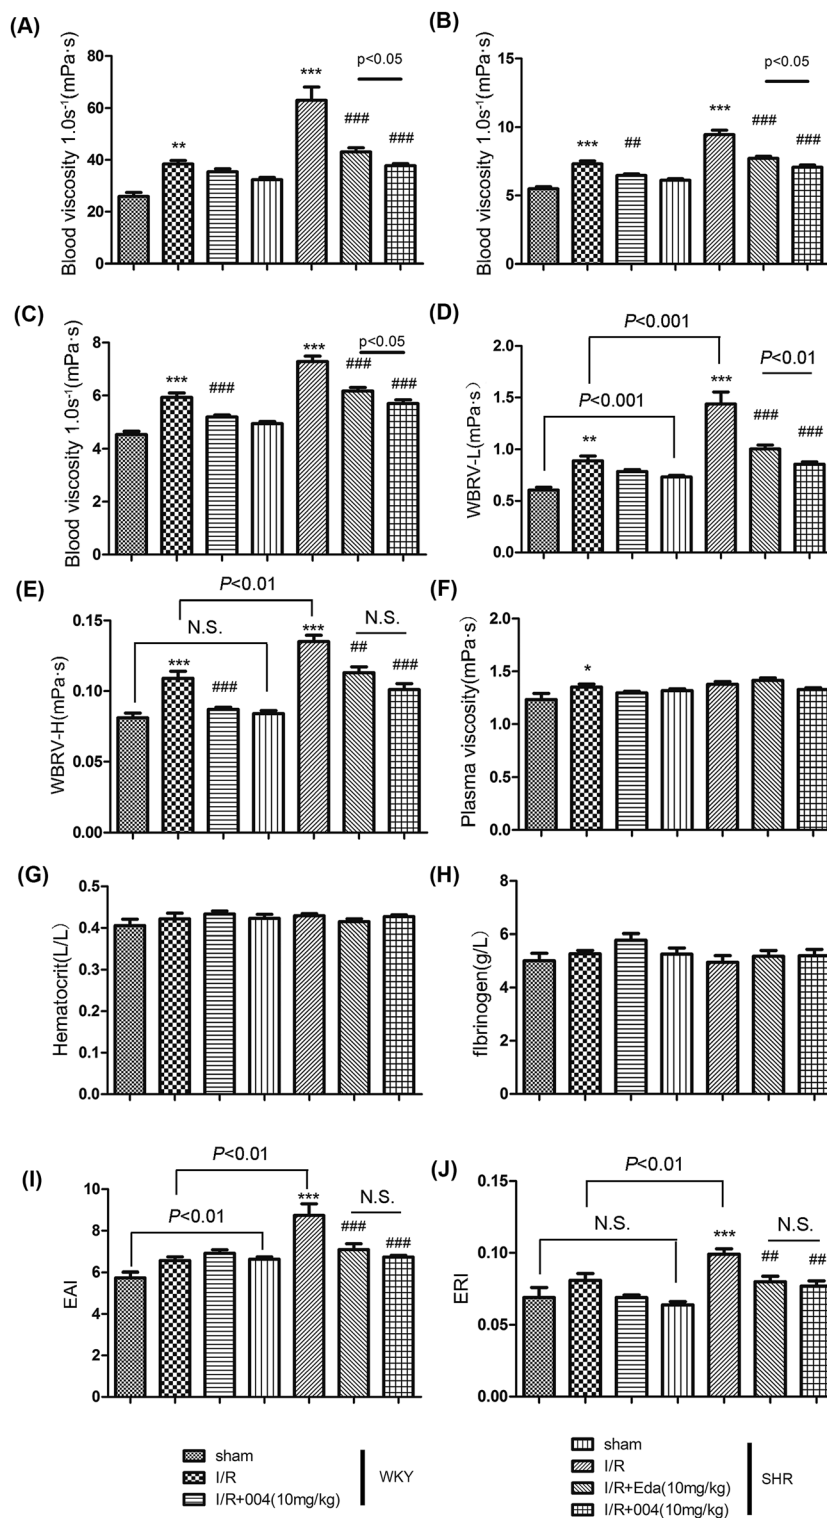 (A)
Blood viscosity 1.0s⁻¹(mPa·s)
80
60
40
20
0
**
***
###
###
p<0.05
(B)
Blood viscosity 1.0s⁻¹(mPa·s)
15
10
5
0
***
##
***
###
###
p<0.05
(C)
Blood viscosity 1.0s⁻¹(mPa·s)
8
6
4
2
0
***
###
***
###
###
p<0.05
(D)
WBRV-L(mPa·s)
2.0
1.5
1.0
0.5
0.0
P<0.001
P<0.001
**
***
###
###
P<0.01
(E)
WBRV-H(mPa·s)
0.15
0.10
0.05
0.00
P<0.01
N.S.
***
###
***
##
###
N.S.
(F)
Plasma viscosity(mPa·s)
2.0
1.5
1.0
0.5
0.0
*
(G)
Hematocrit(L/L)
0.5
0.4
0.3
0.2
0.1
0.0
(H)
fIbrinogen(g/L)
8
6
4
2
0
(I)
EAI
10
8
6
4
2
0
P<0.01
P<0.01
***
###
###
N.S.
(J)
ERI
0.15
0.10
0.05
0.00
P<0.01
N.S.
***
##
##
N.S.
sham
I/R
I/R+004(10mg/kg)
WKY
sham
I/R
I/R+Eda(10mg/kg)
I/R+004(10mg/kg)
SHR